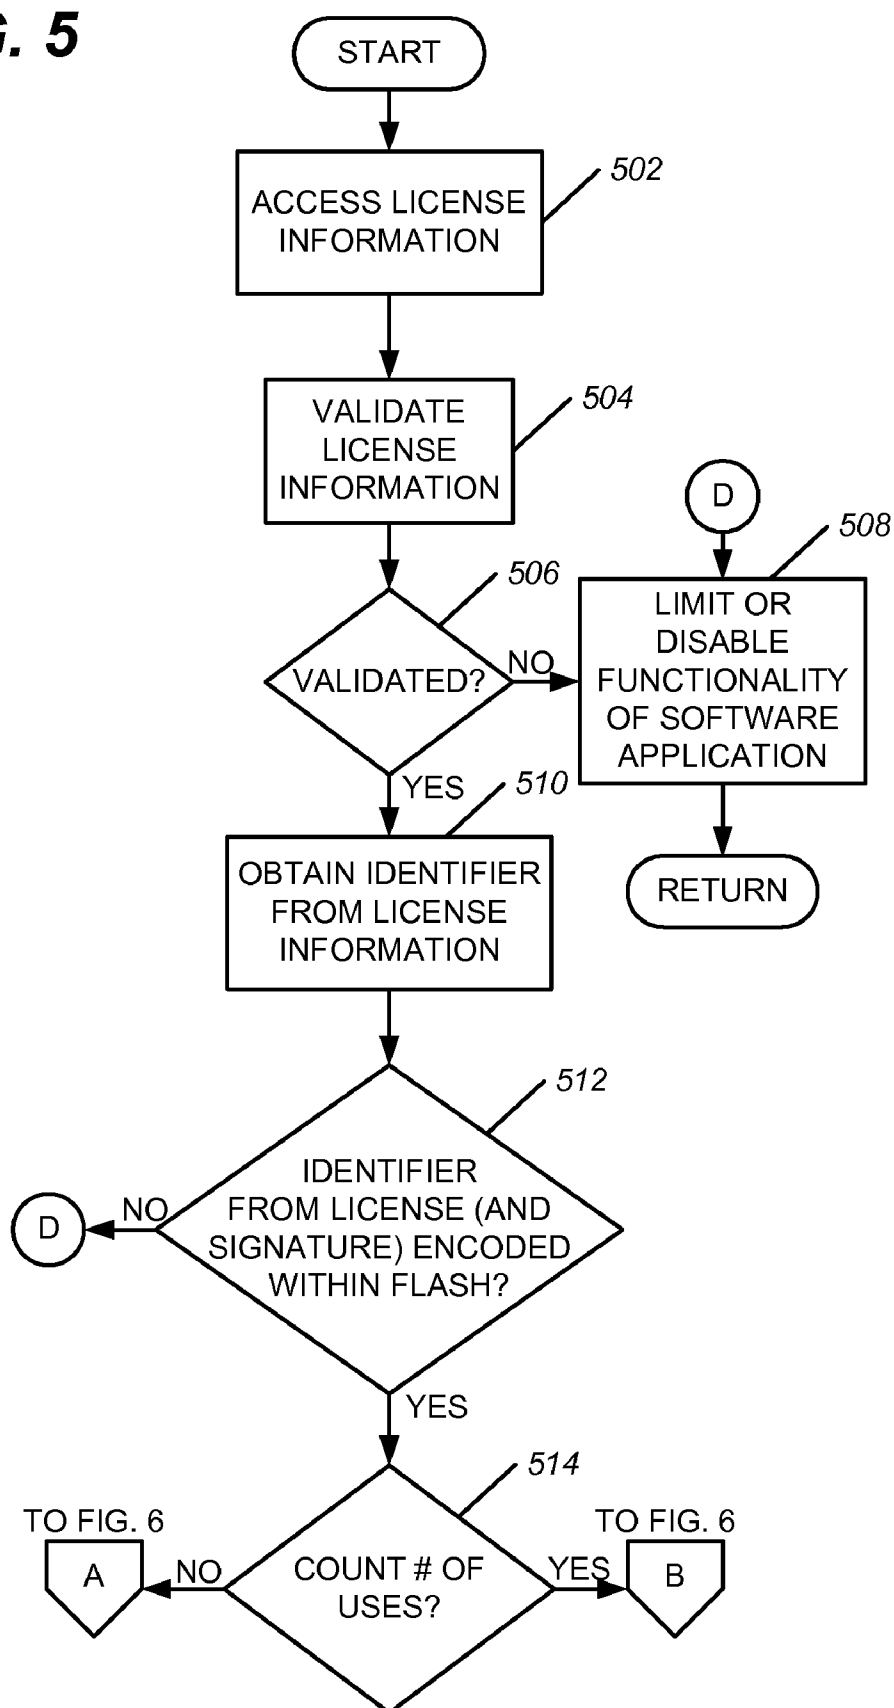 . 5
START
502
ACCESS LICENSE
INFORMATION
504
VALIDATE
LICENSE
INFORMATION
D
508
506
LIMIT OR
DISABLE
FUNCTIONALITY
OF SOFTWARE
APPLICATION
VALIDATED?
NO
YES
510
OBTAIN IDENTIFIER
FROM LICENSE
INFORMATION
RETURN
512
IDENTIFIER
FROM LICENSE (AND
SIGNATURE) ENCODED
WITHIN FLASH?
NO
D
YES
514
TO FIG. 6
TO FIG. 6
A
NO
COUNT # OF
USES?
YES
B